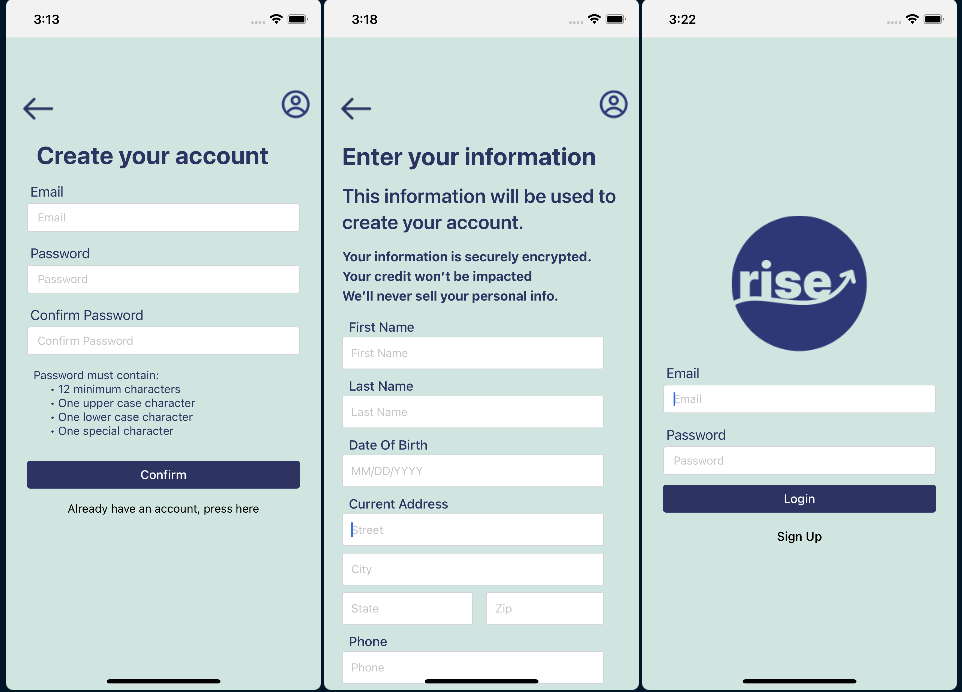 3:13
Create your account
Email
Email
Password
Password
Confirm Password
Confirm Password
Password must contain:
• 12 minimum characters
• One upper case character
• One lower case character
• One special character
Confirm
Already have an account, press here
3:18
Enter your information
This information will be used to
create your account.
Your information is securely encrypted.
Your credit won't be impacted
We'll never sell your personal info.
First Name
First Name
Last Name
Last Name
Date Of Birth
MM/DD/YYYY
Current Address
Street
City
State Zip
Phone
Phone
3:22
rise
Email
Email
Password
Password
Login
Sign Up